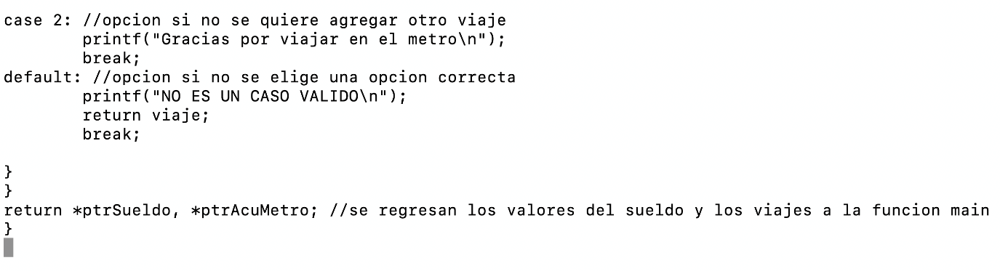 case 2: //opcion si no se quiere agregar otro viaje
        printf("Gracias por viajar en el metro\n");
        break;
default: //opcion si no se elige una opcion correcta
        printf("NO ES UN CASO VALIDO\n");
        return viaje;
        break;

}
}
return *ptrSueldo, *ptrAcuMetro; //se regresan los valores del sueldo y los viajes a la funcion main
}